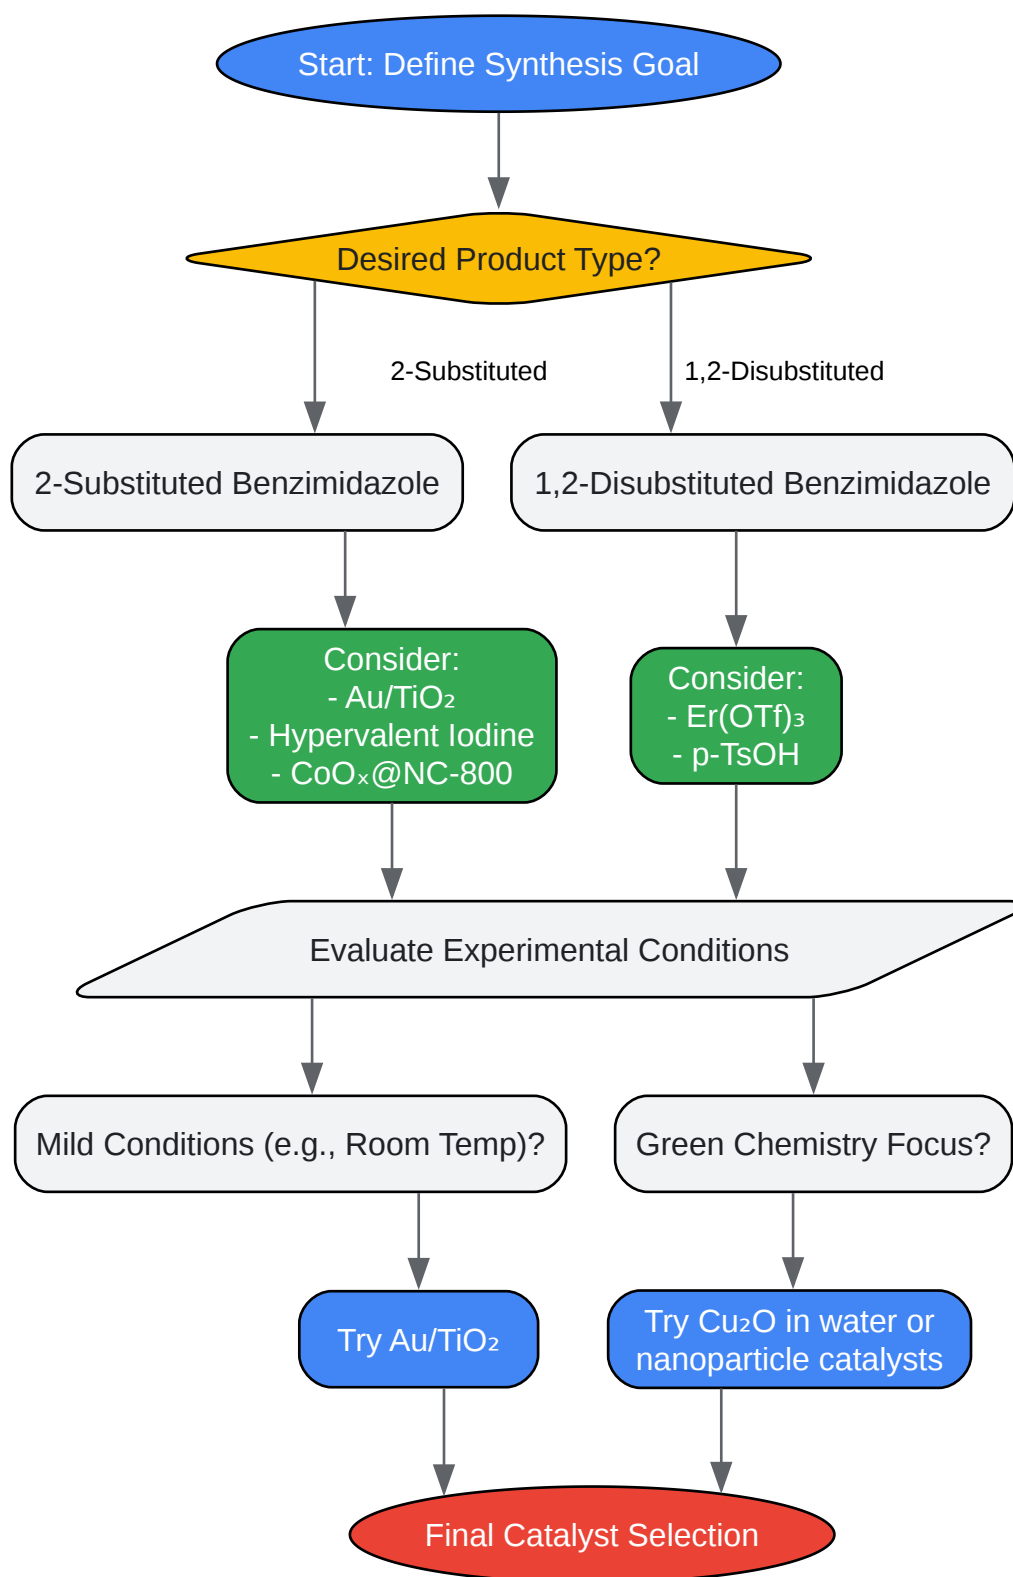 Start: Define Synthesis Goal
Desired Product Type?
2-Substituted
1,2-Disubstituted
2-Substituted Benzimidazole
1,2-Disubstituted Benzimidazole
Consider:
- Au/TiO₂
- Hypervalent Iodine
- CoOₓ@NC-800
Consider:
- Er(OTf)₃
- p-TsOH
Evaluate Experimental Conditions
Mild Conditions (e.g., Room Temp)?
Green Chemistry Focus?
Try Au/TiO₂
Try Cu₂O in water or
nanoparticle catalysts
Final Catalyst Selection